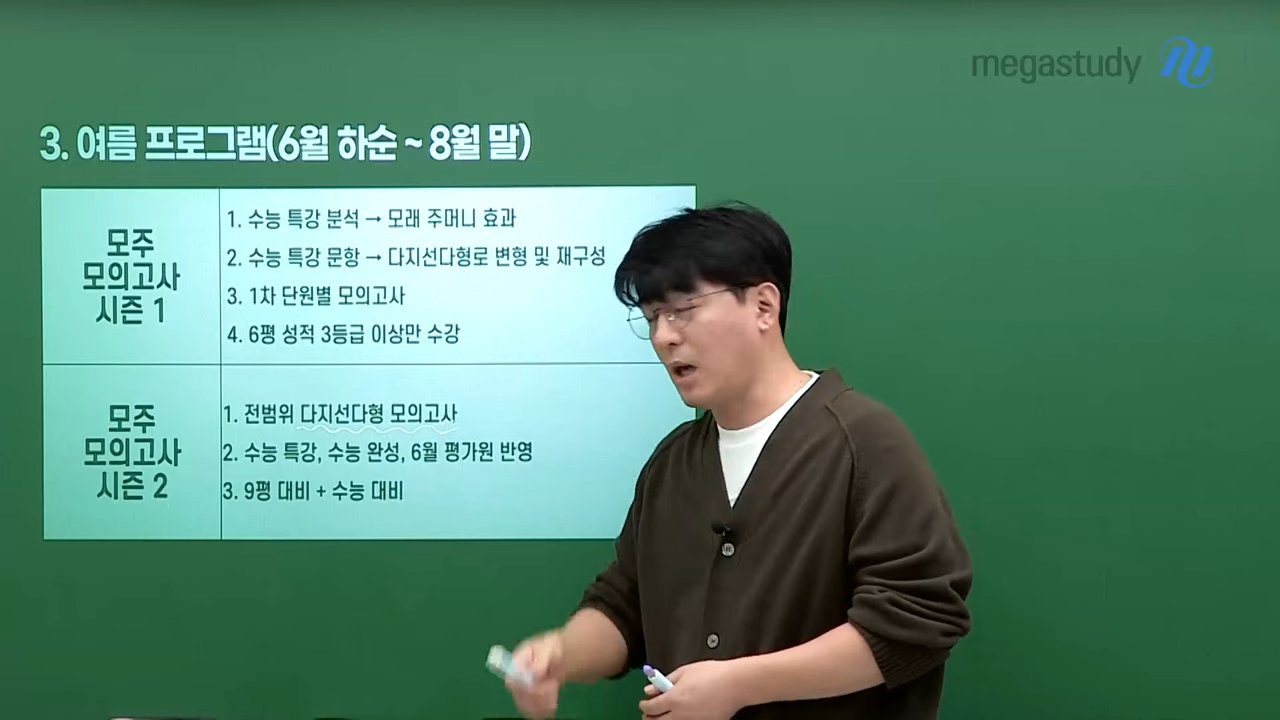 megastudy
3. 여름 프로그램(6월 하순 ~ 8월 말)
모주
모의고사
시즌 1
1. 수능 특강 분석 → 모래 주머니 효과
2. 수능 특강 문항 → 다지선다형로 변형 및 재구성
3. 1차 단원별 모의고사
4. 6평 성적 3등급 이상만 수강
모주
모의고사
시즌 2
1. 전범위 다지선다형 모의고사
2. 수능 특강, 수능 완성, 6월 평가원 반영
3. 9평 대비 + 수능 대비